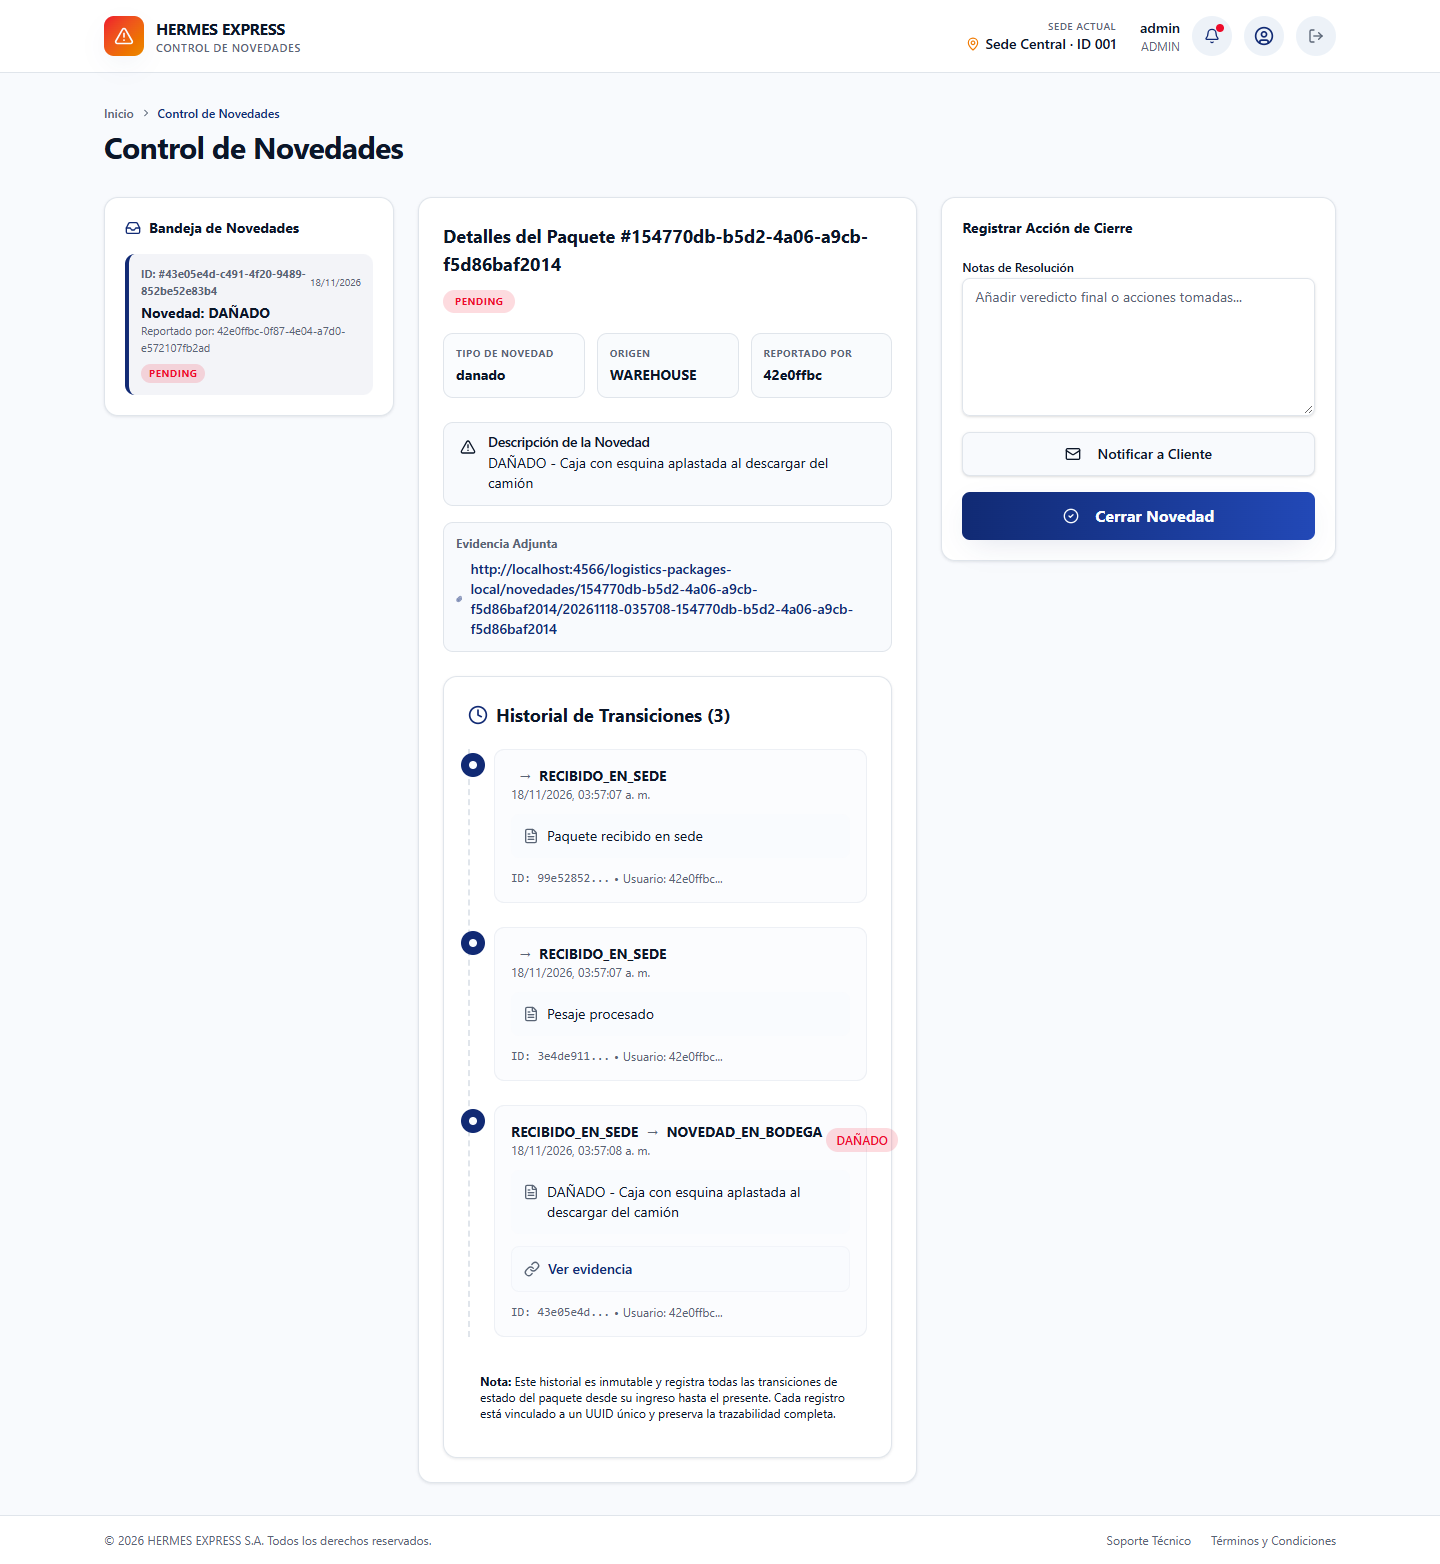 HERMES EXPRESS
CONTROL DE NOVEDADES
SEDE ACTUAL
Sede Central · ID 001
admin
ADMIN
Inicio > Control de Novedades
Control de Novedades
Bandeja de Novedades
ID: #43e05e4d-c491-4f20-9489-
852be52e83b4
18/11/2026
Novedad: DAÑADO
Reportado por: 42e0ffbc-0f87-4e04-a7d0-
e572107fb2ad
PENDING
Detalles del Paquete #154770db-b5d2-4a06-a9cb-
f5d86baf2014
PENDING
TIPO DE NOVEDAD
danado
ORIGEN
WAREHOUSE
REPORTADO POR
42e0ffbc
Descripción de la Novedad
DAÑADO - Caja con esquina aplastada al descargar del
camión
Evidencia Adjunta
http://localhost:4566/logistics-packages-
local/novedades/154770db-b5d2-4a06-a9cb-
f5d86baf2014/20261118-035708-154770db-b5d2-4a06-a9cb-
f5d86baf2014
Historial de Transiciones (3)
→ RECIBIDO_EN_SEDE
18/11/2026, 03:57:07 a. m.
Paquete recibido en sede
ID: 99e52852... • Usuario: 42e0ffbc...
→ RECIBIDO_EN_SEDE
18/11/2026, 03:57:07 a. m.
Pesaje procesado
ID: 3e4de911... • Usuario: 42e0ffbc...
RECIBIDO_EN_SEDE → NOVEDAD_EN_BODEGA
DAÑADO
18/11/2026, 03:57:08 a. m.
DAÑADO - Caja con esquina aplastada al
descargar del camión
Ver evidencia
ID: 43e05e4d... • Usuario: 42e0ffbc...
Nota: Este historial es inmutable y registra todas las transiciones de
estado del paquete desde su ingreso hasta el presente. Cada registro
está vinculado a un UUID único y preserva la trazabilidad completa.
Registrar Acción de Cierre
Notas de Resolución
Añadir veredicto final o acciones tomadas...
Notificar a Cliente
Cerrar Novedad
© 2026 HERMES EXPRESS S.A. Todos los derechos reservados.
Soporte Técnico
Términos y Condiciones